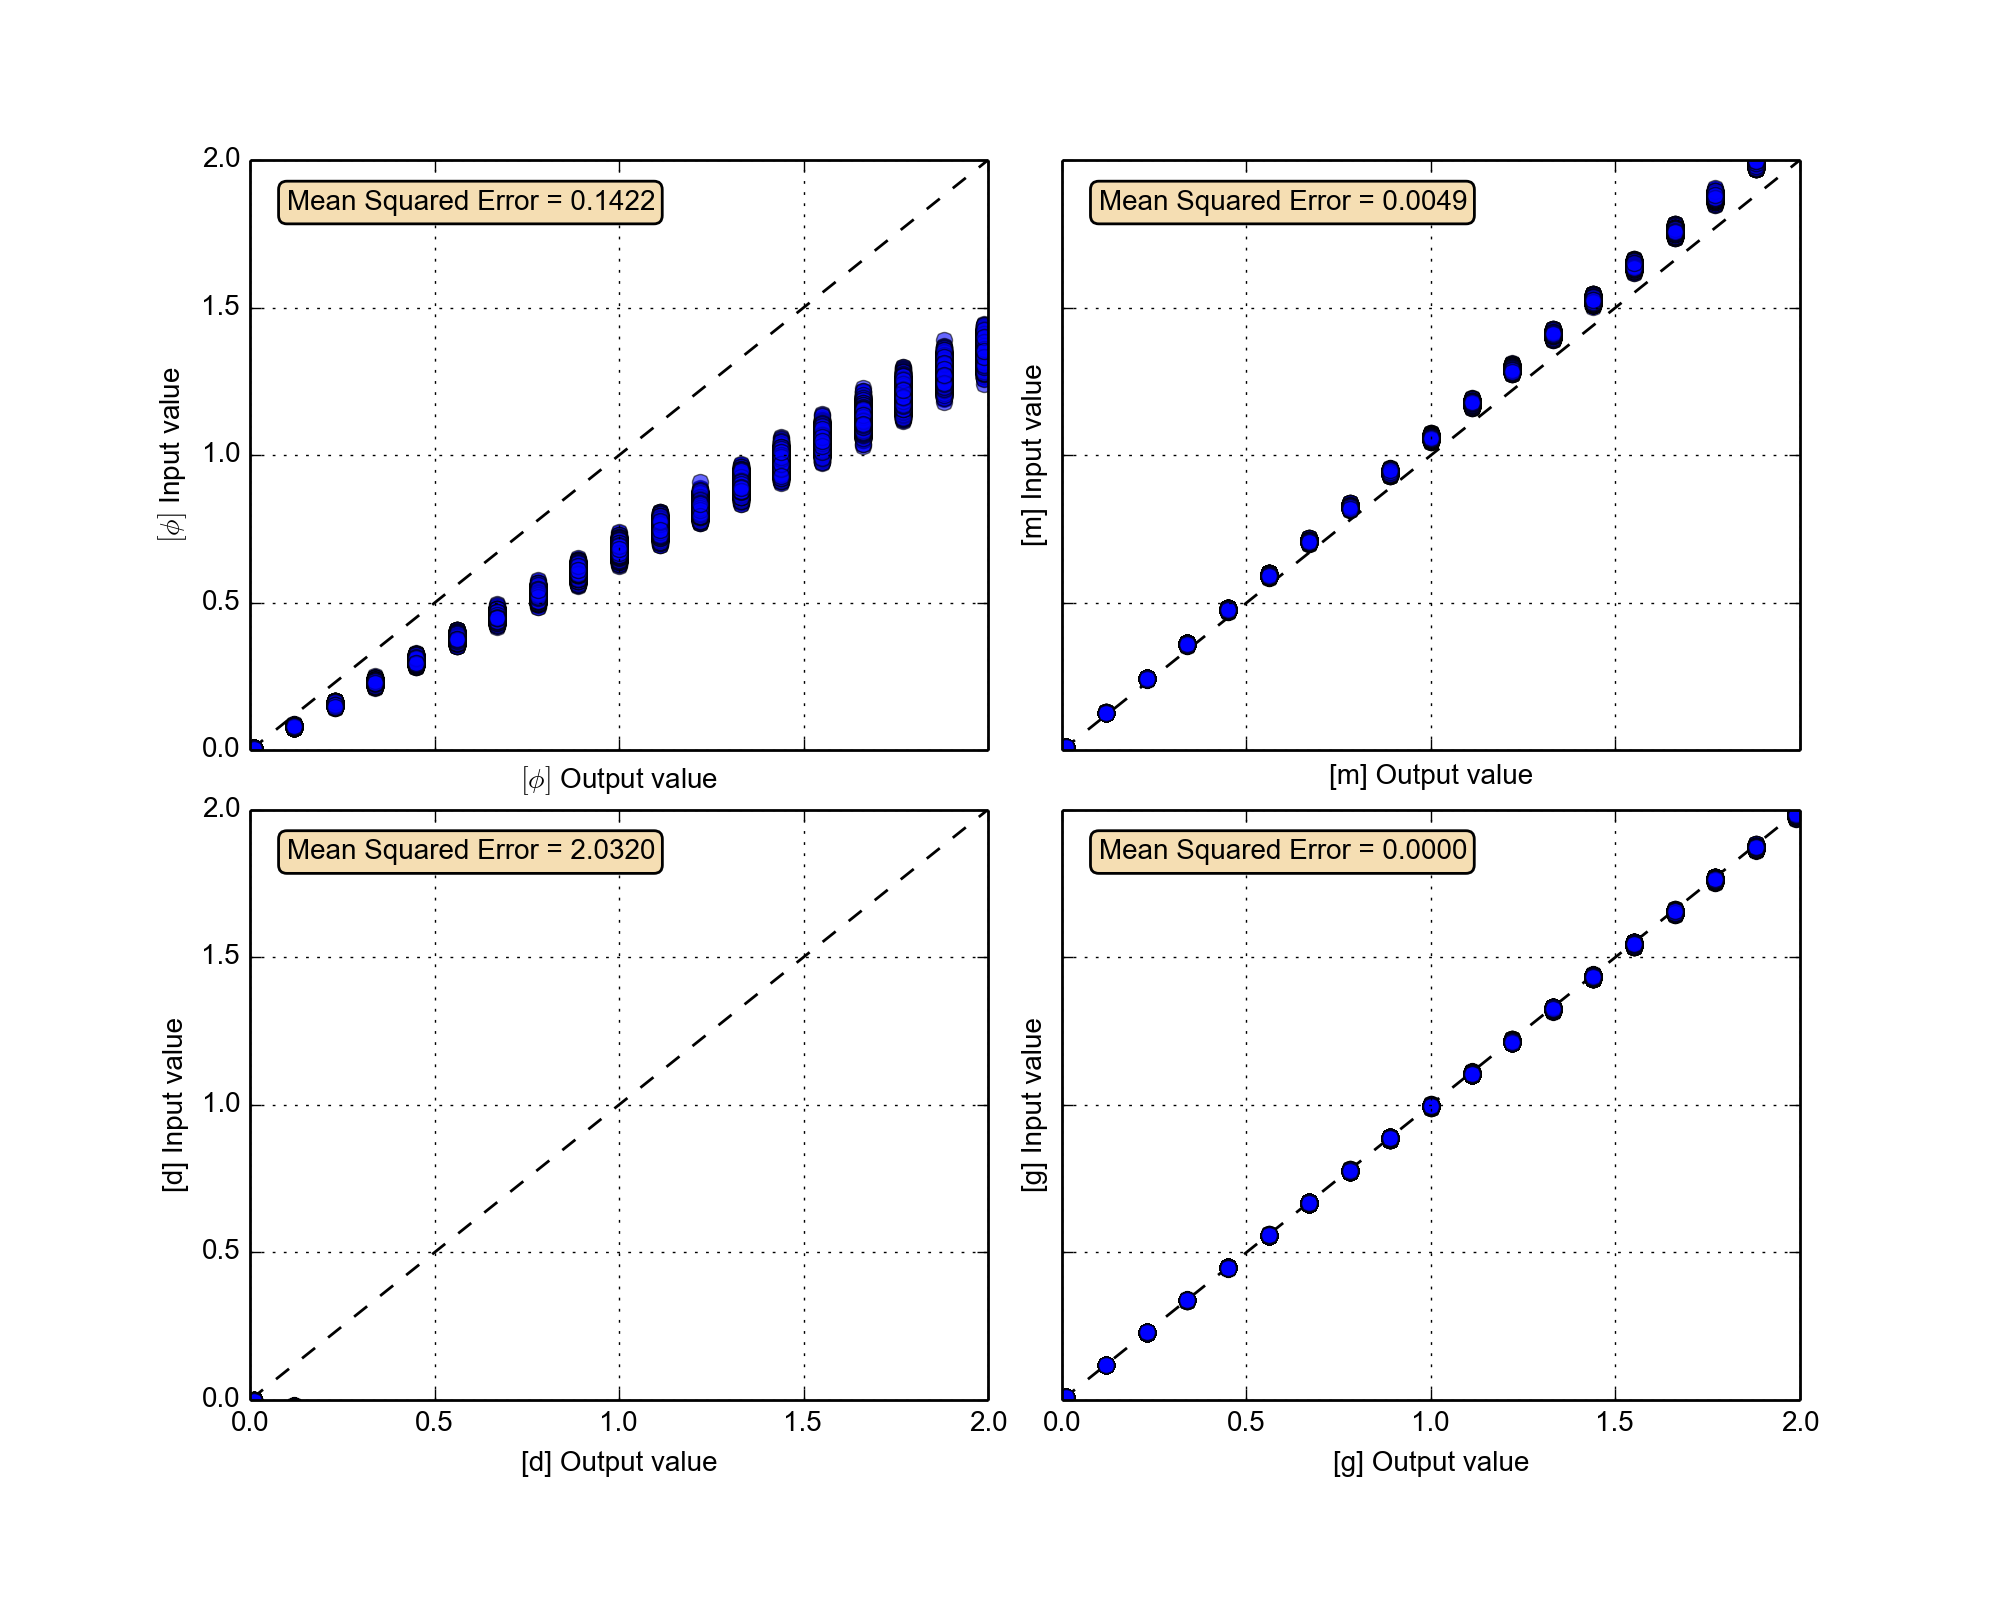 2.0
Mean Squared Error = 0.1422
1.5
1.0
0.5
0.0
[ϕ] Input value
[ϕ] Output value
Mean Squared Error = 0.0049
[m] Input value
[m] Output value
2.0
Mean Squared Error = 2.0320
1.5
1.0
0.5
0.0
[d] Input value
0.0 0.5 1.0 1.5 2.0
[d] Output value
Mean Squared Error = 0.0000
[g] Input value
0.0 0.5 1.0 1.5 2.0
[g] Output value